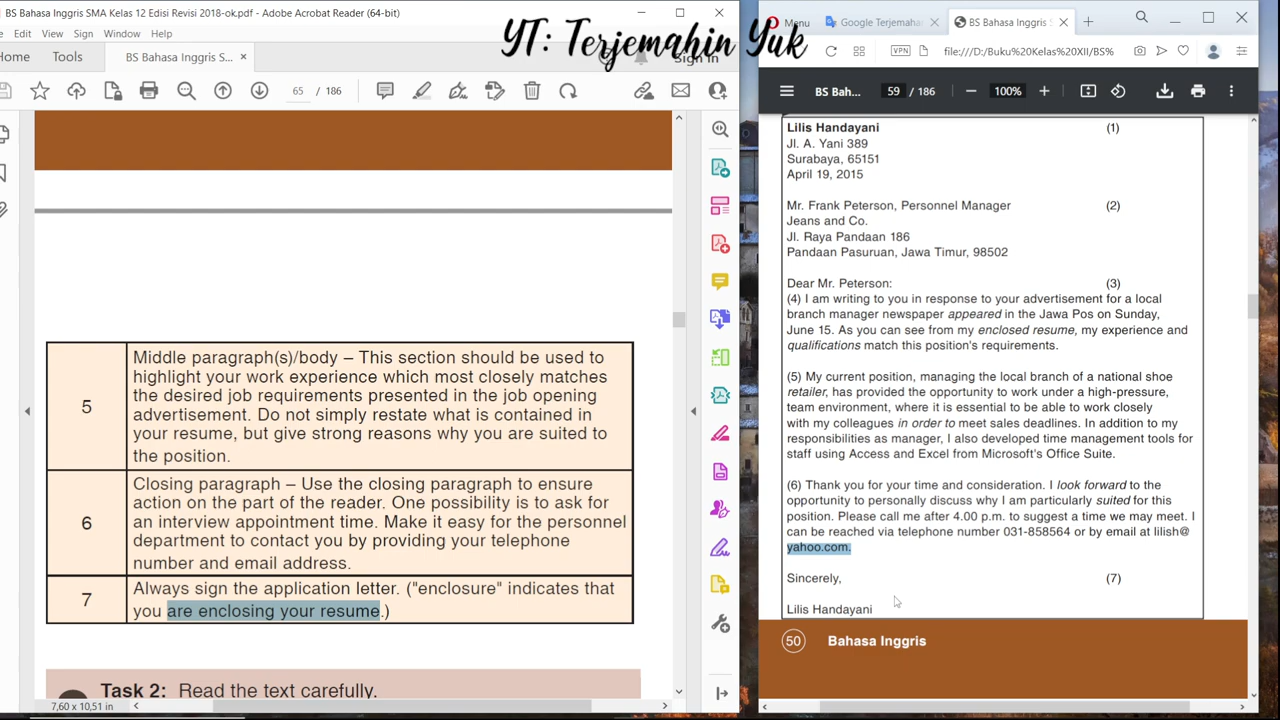 BS Bahasa Inggris SMA Kelas 12 Edisi Revisi 2018-ok.pdf - Adobe Acrobat Reader (64-bit)
Edit View Sign Window Help
Home Tools BS Bahasa Inggris S...
YT: Terjemahin Yuk
Sign In
65 / 186
5
Middle paragraph(s)/body – This section should be used to
highlight your work experience which most closely matches
the desired job requirements presented in the job opening
advertisement. Do not simply restate what is contained in
your resume, but give strong reasons why you are suited to
the position.
6
Closing paragraph – Use the closing paragraph to ensure
action on the part of the reader. One possibility is to ask for
an interview appointment time. Make it easy for the personnel
department to contact you by providing your telephone
number and email address.
7
Always sign the application letter. ("enclosure" indicates that
you are enclosing your resume.)
Task 2: Read the text carefully.
7,60 x 10,51 in
Menu Google Terjemaha BS Bahasa Inggris S
VPN file:///D:/Buku%20Kelas%20XII/BS%
BS Bah... 59 / 186 100%
Lilis Handayani (1)
Jl. A. Yani 389
Surabaya, 65151
April 19, 2015
Mr. Frank Peterson, Personnel Manager (2)
Jeans and Co.
Jl. Raya Pandaan 186
Pandaan Pasuruan, Jawa Timur, 98502
Dear Mr. Peterson: (3)
(4) I am writing to you in response to your advertisement for a local
branch manager newspaper appeared in the Jawa Pos on Sunday,
June 15. As you can see from my enclosed resume, my experience and
qualifications match this position's requirements.
(5) My current position, managing the local branch of a national shoe
retailer, has provided the opportunity to work under a high-pressure,
team environment, where it is essential to be able to work closely
with my colleagues in order to meet sales deadlines. In addition to my
responsibilities as manager, I also developed time management tools for
staff using Access and Excel from Microsoft's Office Suite.
(6) Thank you for your time and consideration. I look forward to the
opportunity to personally discuss why I am particularly suited for this
position. Please call me after 4.00 p.m. to suggest a time we may meet. I
can be reached via telephone number 031-858564 or by email at lilish@
yahoo.com.
Sincerely, (7)
Lilis Handayani
50 Bahasa Inggris